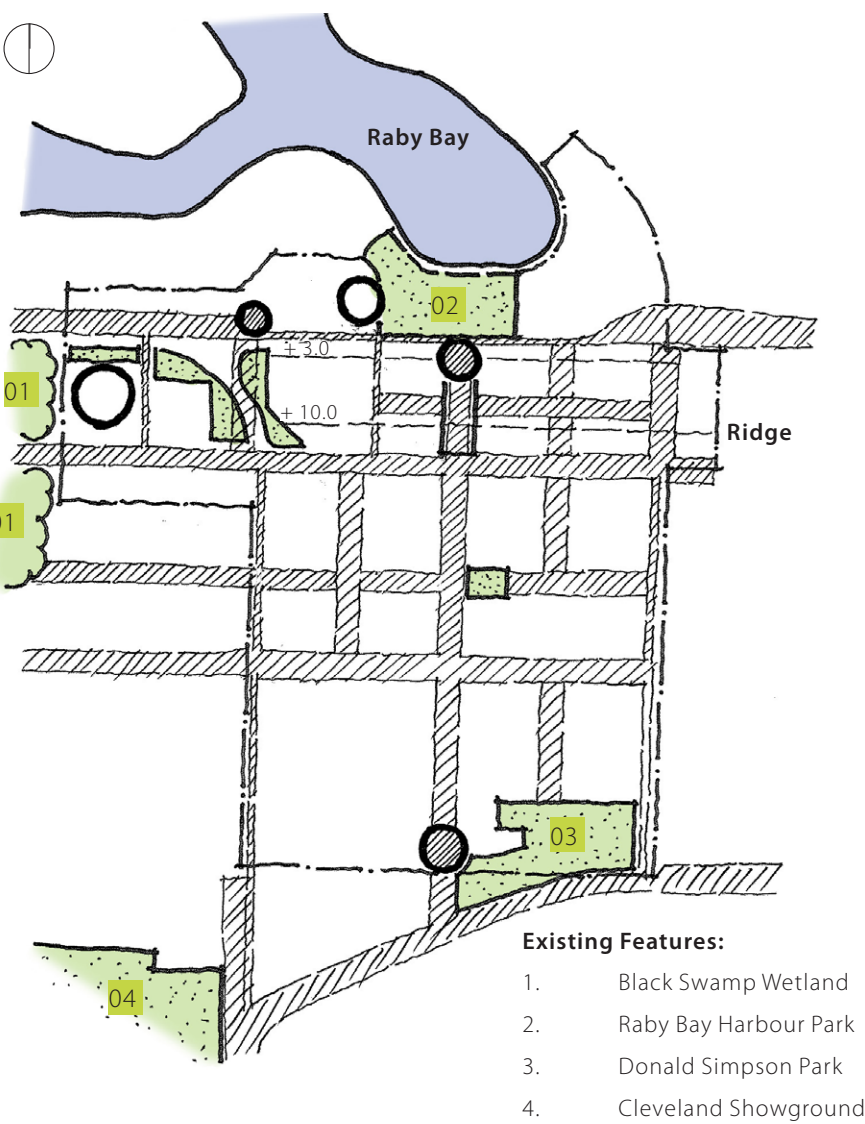 Raby Bay
02
+ 3.0
01
+ 10.0
Ridge
01
03
04
Existing Features:
1. Black Swamp Wetland
2. Raby Bay Harbour Park
3. Donald Simpson Park
4. Cleveland Showground